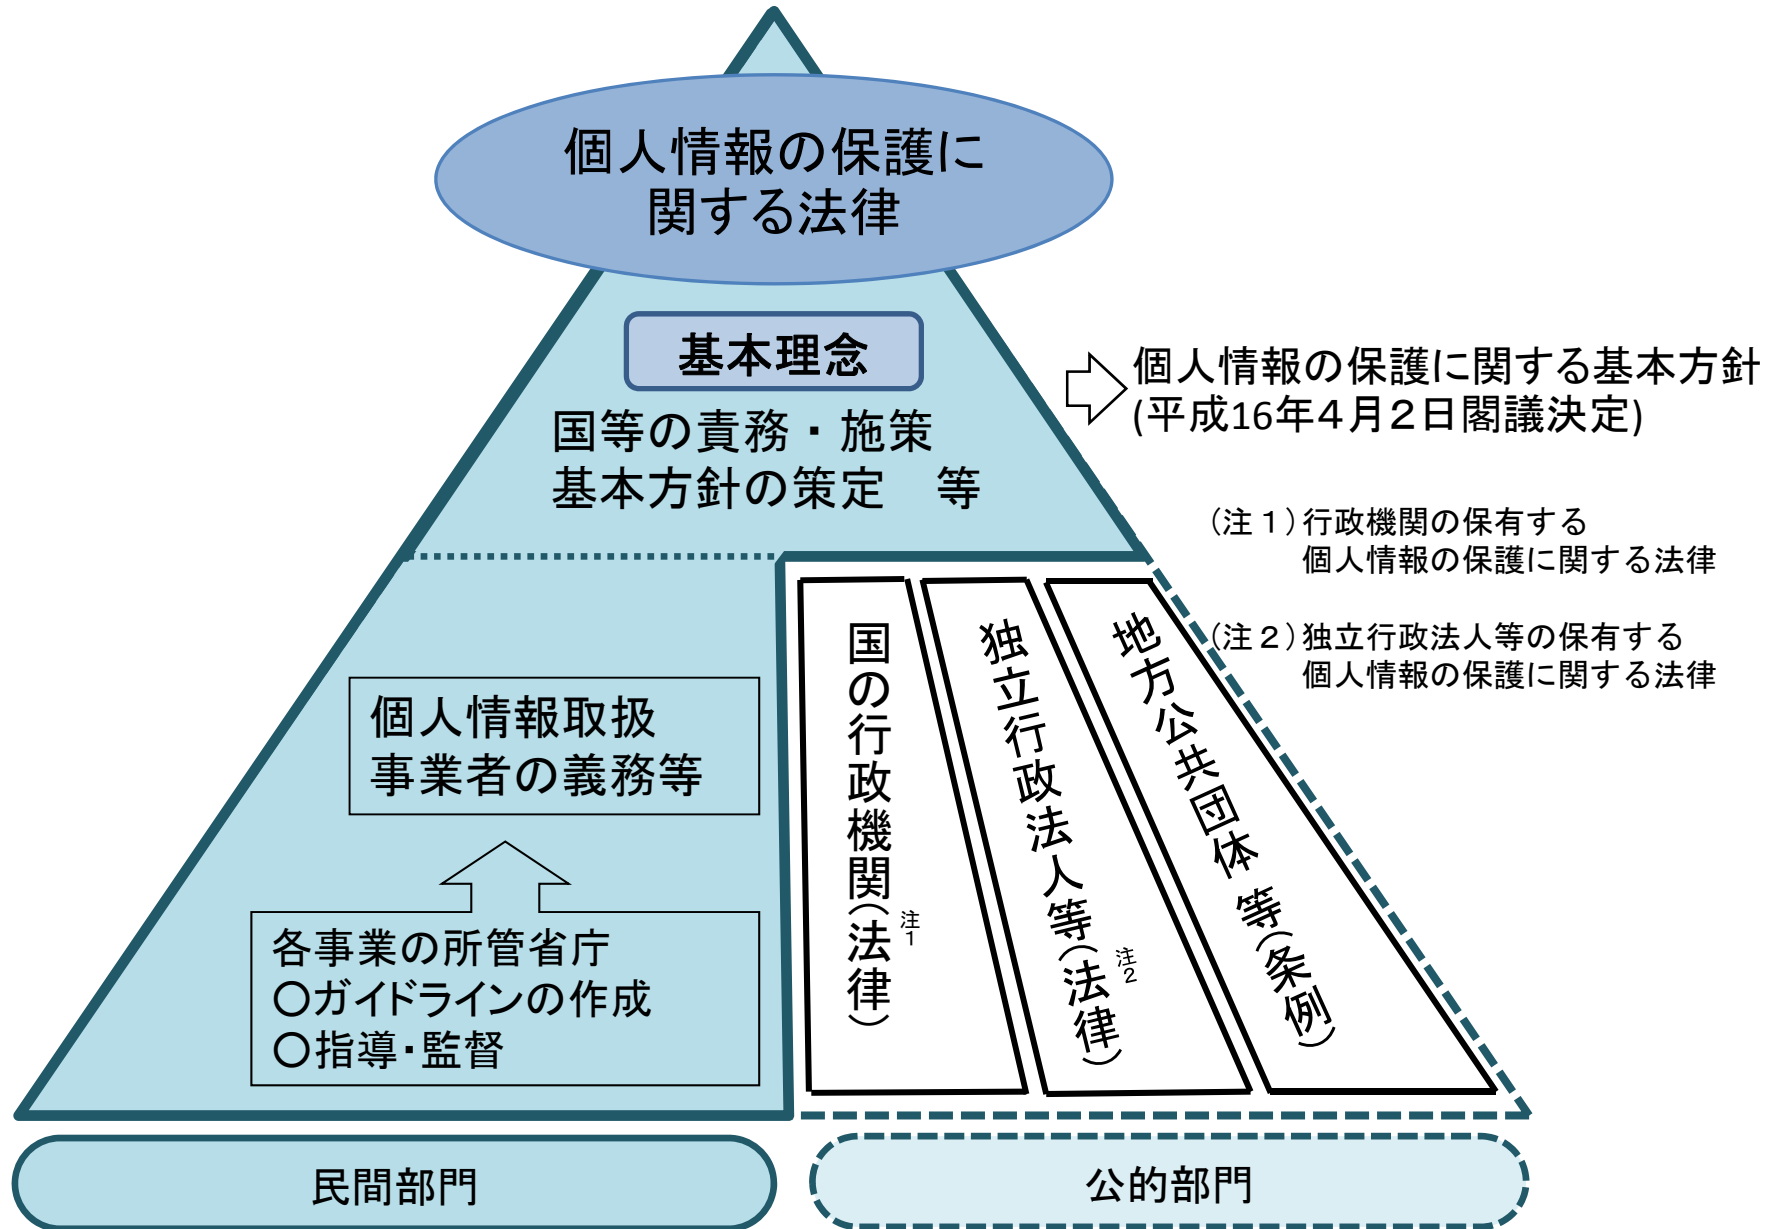 個人情報の保護に
関する法律
基本理念
国等の責務・施策
基本方針の策定　等
個人情報の保護に関する基本方針
(平成16年4月2日閣議決定)
(注１)行政機関の保有する
個人情報の保護に関する法律
(注２)独立行政法人等の保有する
個人情報の保護に関する法律
個人情報取扱
事業者の義務等
各事業の所管省庁
○ガイドラインの作成
○指導・監督
国の行政機関(法律)
注1
独立行政法人等(法律)
注2
地方公共団体 等(条例)
民間部門
公的部門